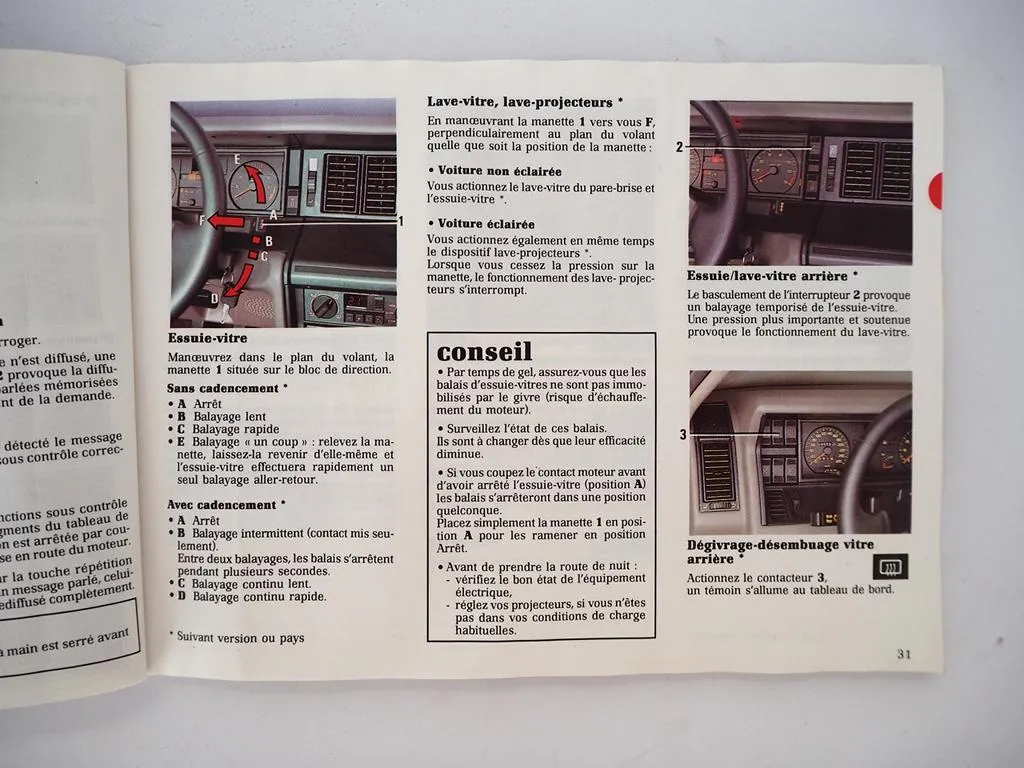 rroger.
e n'est diffusé, une
2 provoque la diffu-
parlées mémorisées
nt de la demande.
détecté le message
sous contrôle correc-
nctions sous contrôle
gments du tableau de
on est arrêtée par cou-
se en route du moteur.
r la touche répétition
n message parlé, celui-
ediffusé complètement.
à main est serré avant
E
F
A
1
B
C
D
Essuie-vitre
Manœuvrez dans le plan du volant, la
manette 1 située sur le bloc de direction.
Sans cadencement *
• A Arrêt
• B Balayage lent
• C Balayage rapide
• E Balayage « un coup » : relevez la ma-
nette, laissez-la revenir d'elle-même et
l'essuie-vitre effectuera rapidement un
seul balayage aller-retour.
Avec cadencement *
• A Arrêt
• B Balayage intermittent (contact mis seu-
lement).
Entre deux balayages, les balais s'arrêtent
pendant plusieurs secondes.
• C Balayage continu lent.
• D Balayage continu rapide.
* Suivant version ou pays
Lave-vitre, lave-projecteurs *
En manœuvrant la manette 1 vers vous F,
perpendiculairement au plan du volant
quelle que soit la position de la manette :
• Voiture non éclairée
Vous actionnez le lave-vitre du pare-brise et
l'essuie-vitre *.
• Voiture éclairée
Vous actionnez également en même temps
le dispositif lave-projecteurs *.
Lorsque vous cessez la pression sur la
manette, le fonctionnement des lave- projec-
teurs s'interrompt.
conseil
• Par temps de gel, assurez-vous que les
balais d'essuie-vitres ne sont pas immo-
bilisés par le givre (risque d'échauffe-
ment du moteur).
• Surveillez l'état de ces balais.
Ils sont à changer dès que leur efficacité
diminue.
• Si vous coupez le contact moteur avant
d'avoir arrêté l'essuie-vitre (position A)
les balais s'arrêteront dans une position
quelconque.
Placez simplement la manette 1 en posi-
tion A pour les ramener en position
Arrêt.
• Avant de prendre la route de nuit :
- vérifiez le bon état de l'équipement
électrique,
- réglez vos projecteurs, si vous n'êtes
pas dans vos conditions de charge
habituelles.
2
Essuie/lave-vitre arrière *
Le basculement de l'interrupteur 2 provoque
un balayage temporisé de l'essuie-vitre.
Une pression plus importante et soutenue
provoque le fonctionnement du lave-vitre.
3
Dégivrage-désembuage vitre
arrière *
Actionnez le contacteur 3,
un témoin s'allume au tableau de bord.
31